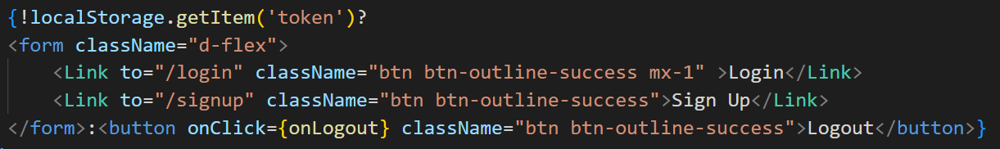 {!localStorage.getItem('token')?
<form className="d-flex">
    <Link to="/login" className="btn btn-outline-success mx-1" >Login</Link>
    <Link to="/signup" className="btn btn-outline-success">Sign Up</Link>
</form>:<button onClick={onLogout} className="btn btn-outline-success">Logout</button>}